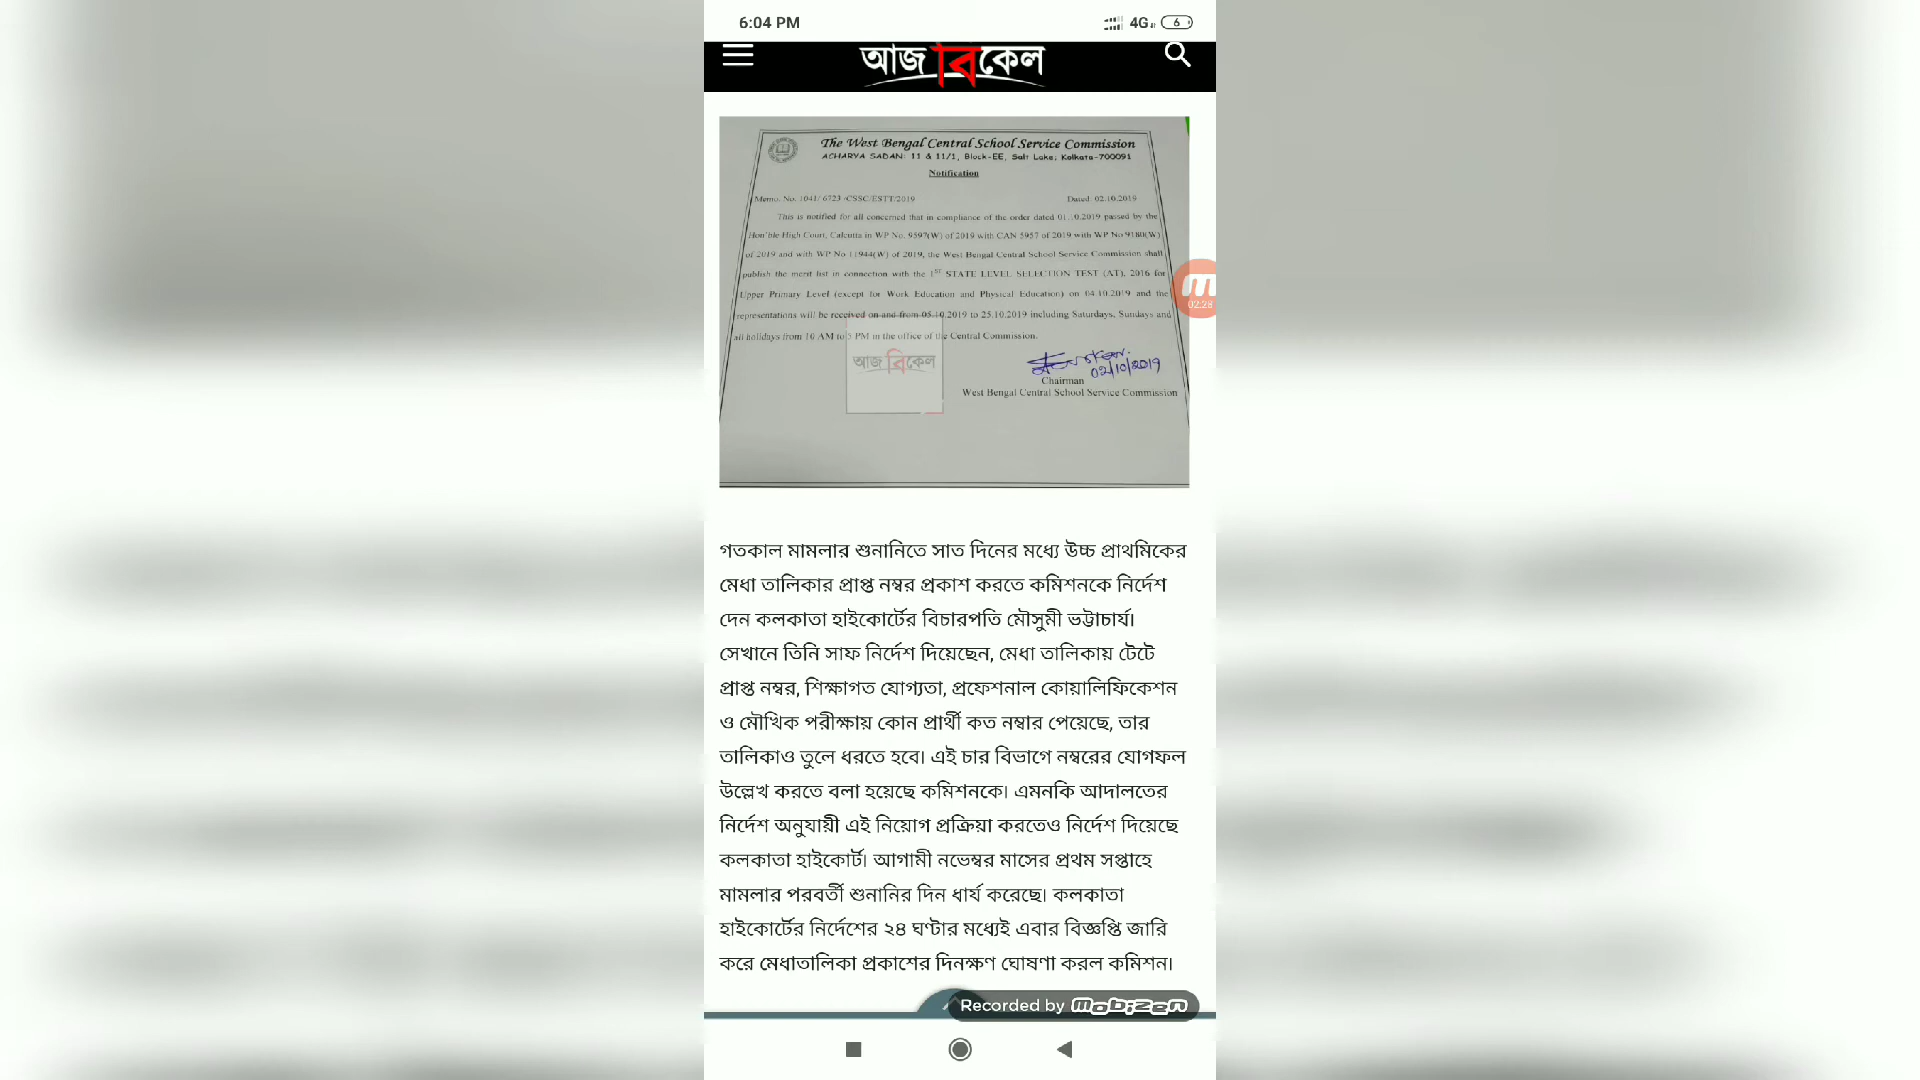 6:04 PM
4G
6
আজ বিকেল
The West Bengal Central School Service Commission
ACHARYA SADAN: 11 & 11/1, Block-EE, Salt Lake; Kolkata-700091
Notification
Memo. No. 1041/ 6723 /CSSC/ESTT/2019 Dated: 02.10.2019
This is notified for all concerned that in compliance of the order dated 01.10.2019 passed by the
Hon'ble High Court, Calcutta in WP No. 9597(W) of 2019 with CAN 5957 of 2019 with WP No 9180(W)
of 2019 and with WP No 11944(W) of 2019, the West Bengal Central School Service Commission shall
publish the merit list in connection with the 1ST STATE LEVEL SELECTION TEST (AT), 2016 for
Upper Primary Level (except for Work Education and Physical Education) on 04.10.2019 and the
representations will be received on and from 05.10.2019 to 25.10.2019 including Saturdays, Sundays and
all holidays from 10 AM to 5 PM in the office of the Central Commission.
আজ বিকেল
02/10/2019
Chairman
West Bengal Central School Service Commission
02:28
গতকাল মামলার শুনানিতে সাত দিনের মধ্যে উচ্চ প্রাথমিকের
মেধা তালিকার প্রাপ্ত নম্বর প্রকাশ করতে কমিশনকে নির্দেশ
দেন কলকাতা হাইকোর্টের বিচারপতি মৌসুমী ভট্টাচার্য।
সেখানে তিনি সাফ নির্দেশ দিয়েছেন, মেধা তালিকায় টেটে
প্রাপ্ত নম্বর, শিক্ষাগত যোগ্যতা, প্রফেশনাল কোয়ালিফিকেশন
ও মৌখিক পরীক্ষায় কোন প্রার্থী কত নম্বার পেয়েছে, তার
তালিকাও তুলে ধরতে হবে। এই চার বিভাগে নম্বরের যোগফল
উল্লেখ করতে বলা হয়েছে কমিশনকে। এমনকি আদালতের
নির্দেশ অনুযায়ী এই নিয়োগ প্রক্রিয়া করতেও নির্দেশ দিয়েছে
কলকাতা হাইকোর্ট। আগামী নভেম্বর মাসের প্রথম সপ্তাহে
মামলার পরবর্তী শুনানির দিন ধার্য করেছে। কলকাতা
হাইকোর্টের নির্দেশের ২৪ ঘণ্টার মধ্যেই এবার বিজ্ঞপ্তি জারি
করে মেধাতালিকা প্রকাশের দিনক্ষণ ঘোষণা করল কমিশন।
Recorded by mobizen